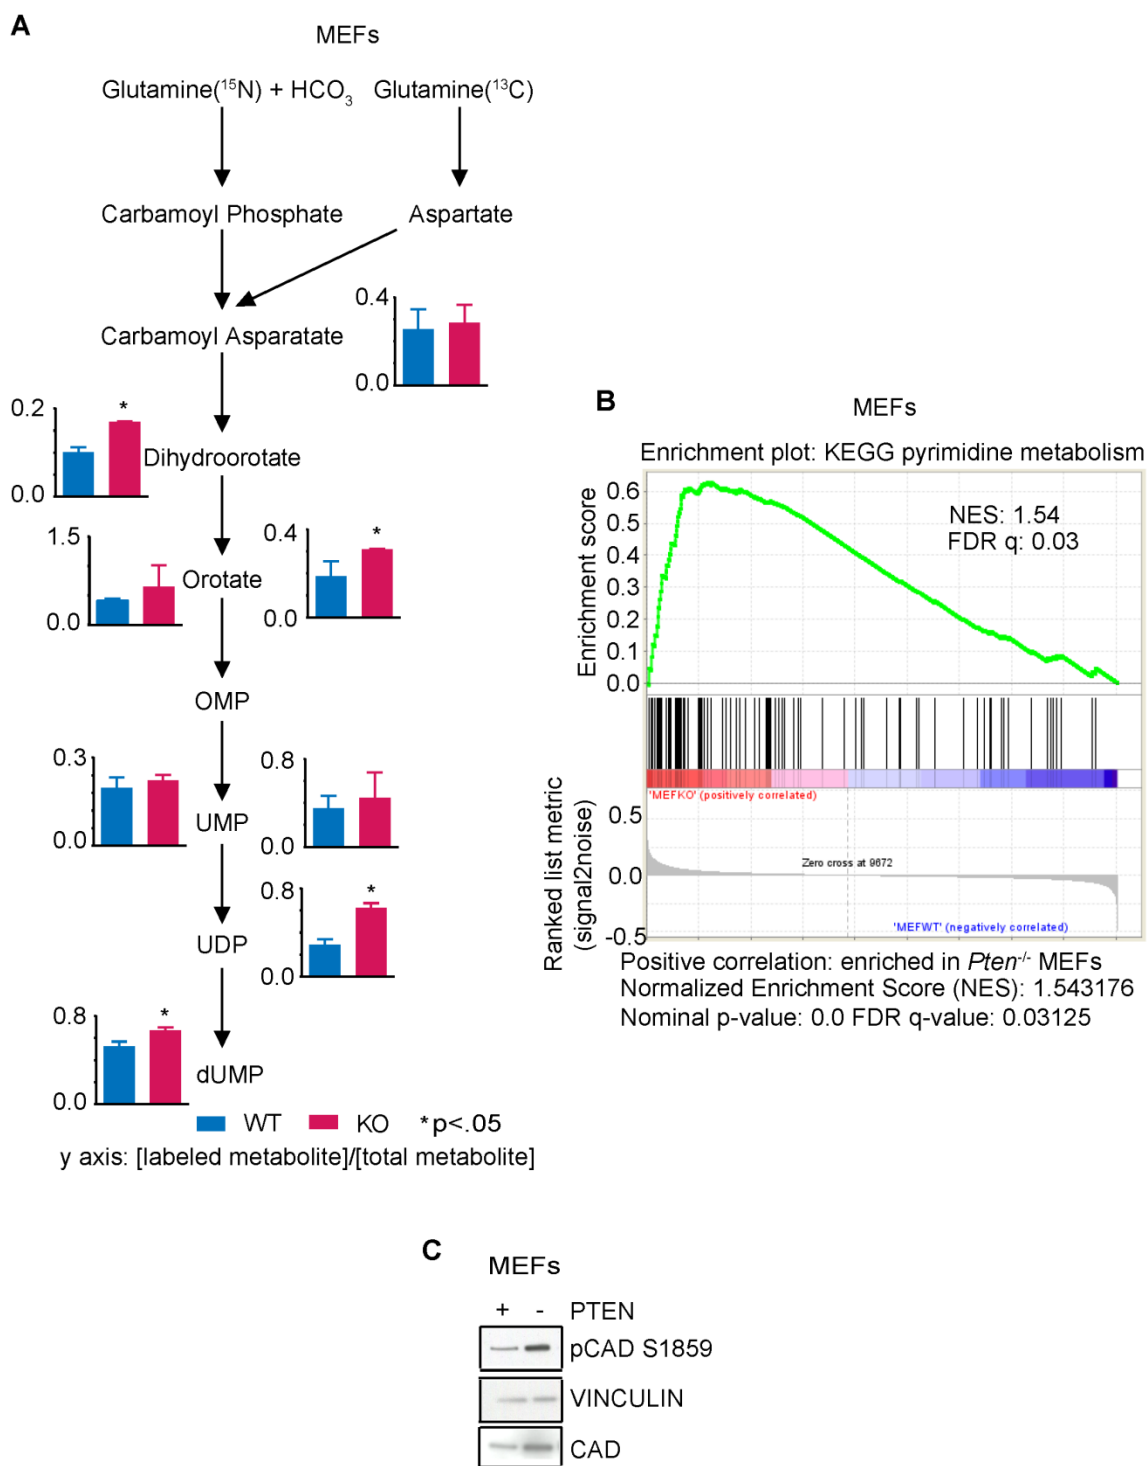 A
MEFs
Glutamine(¹⁵N) + HCO₃ Glutamine(¹³C)
Carbamoyl Phosphate
Aspartate
0.4
0.0
Carbamoyl Asparatate
0.2
0.0
*
Dihydroorotate
1.5
0.0
Orotate
0.4
0.0
*
OMP
0.3
0.0
UMP
0.8
0.0
0.8
0.0
*
UDP
0.8
0.0
*
dUMP
WT KO *p<.05
y axis: [labeled metabolite]/[total metabolite]
B
MEFs
Enrichment plot: KEGG pyrimidine metabolism
Enrichment score
0.6
0.5
0.4
0.3
0.2
0.1
0.0
NES: 1.54
FDR q: 0.03
'MEFKO' (positively correlated)
Ranked list metric
(signal2noise)
0.5
0.0
-0.5
Zero cross at 9672
'MEFWT' (negatively correlated)
Positive correlation: enriched in Pten⁻/⁻ MEFs
Normalized Enrichment Score (NES): 1.543176
Nominal p-value: 0.0 FDR q-value: 0.03125
C
MEFs
+ - PTEN
pCAD S1859
VINCULIN
CAD